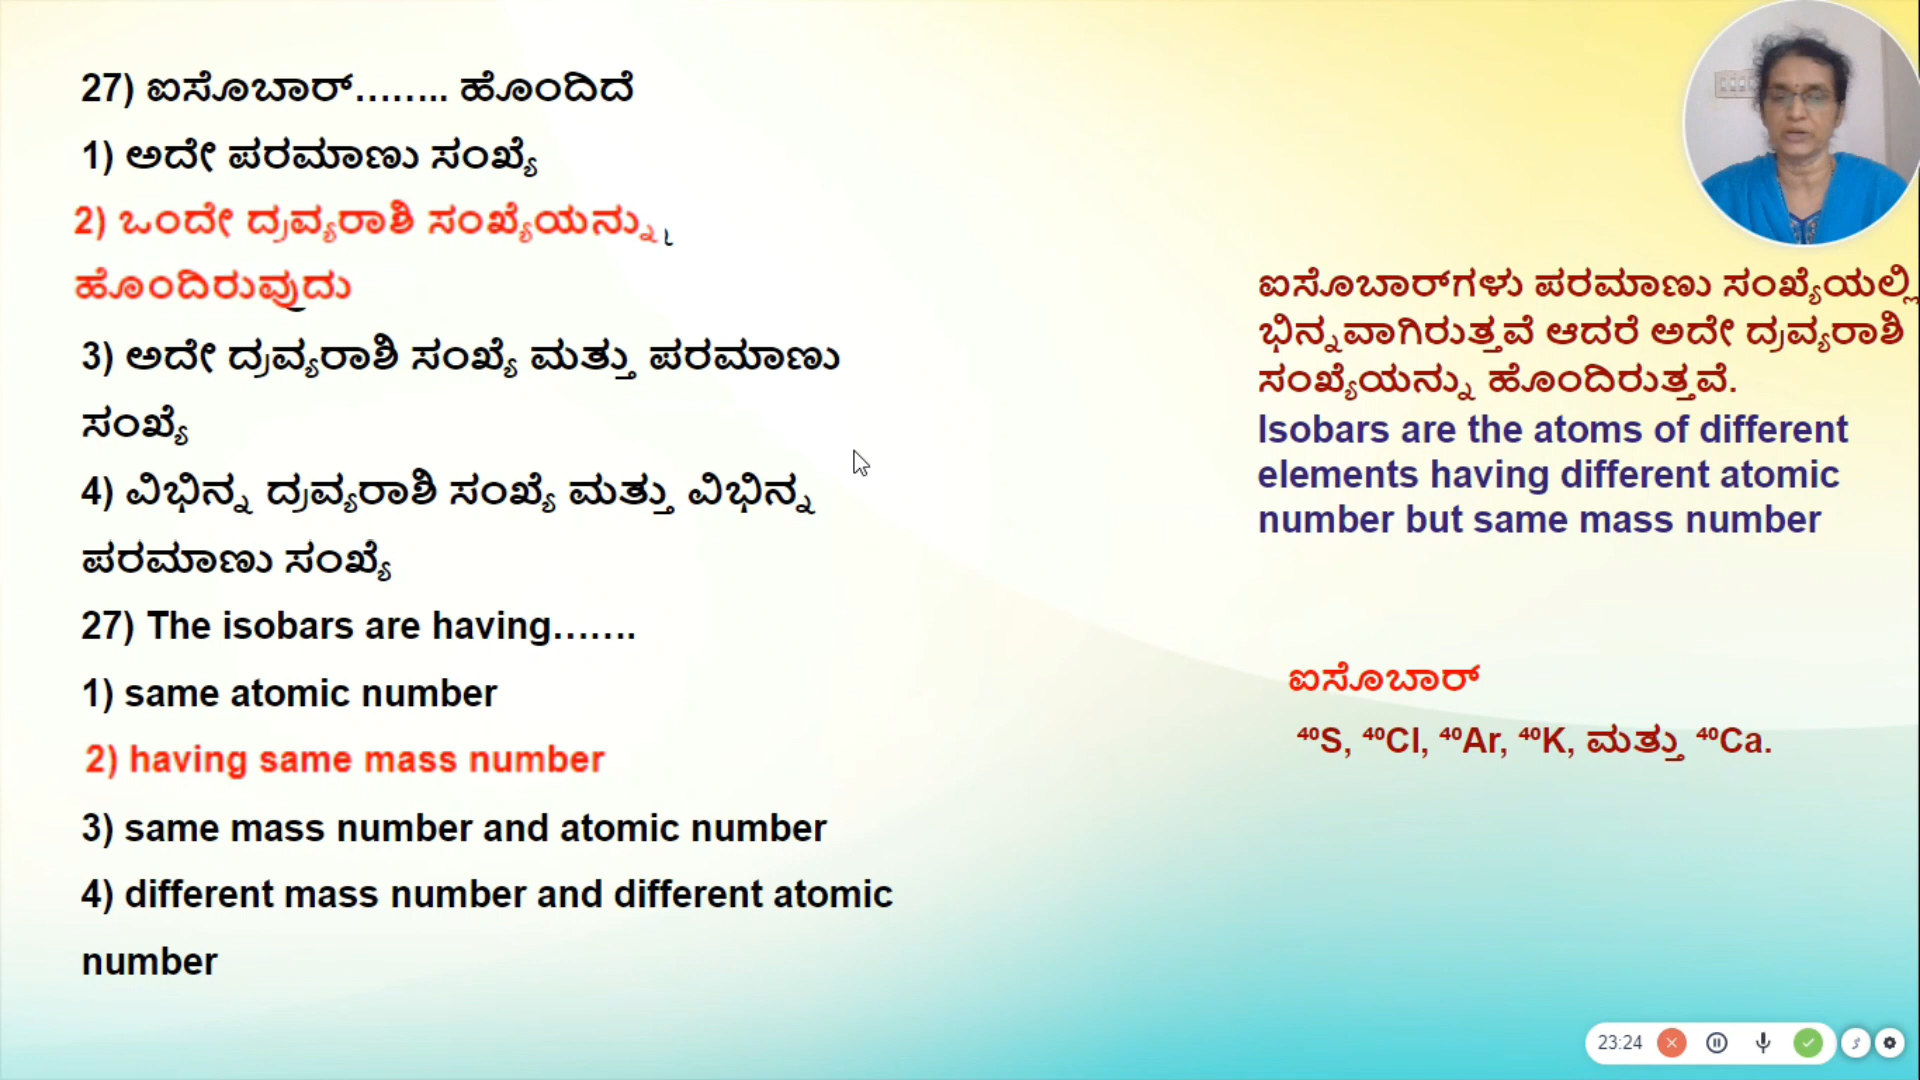 27) ಐಸೊಬಾರ್........ ಹೊಂದಿದೆ
1) ಅದೇ ಪರಮಾಣು ಸಂಖ್ಯೆ
2) ಒಂದೇ ದ್ರವ್ಯರಾಶಿ ಸಂಖ್ಯೆಯನ್ನು
ಹೊಂದಿರುವುದು
3) ಅದೇ ದ್ರವ್ಯರಾಶಿ ಸಂಖ್ಯೆ ಮತ್ತು ಪರಮಾಣು
ಸಂಖ್ಯೆ
4) ವಿಭಿನ್ನ ದ್ರವ್ಯರಾಶಿ ಸಂಖ್ಯೆ ಮತ್ತು ವಿಭಿನ್ನ
ಪರಮಾಣು ಸಂಖ್ಯೆ
27) The isobars are having.......
1) same atomic number
2) having same mass number
3) same mass number and atomic number
4) different mass number and different atomic
number
ಐಸೊಬಾರ್‌ಗಳು ಪರಮಾಣು ಸಂಖ್ಯೆಯಲ್ಲಿ
ಭಿನ್ನವಾಗಿರುತ್ತವೆ ಆದರೆ ಅದೇ ದ್ರವ್ಯರಾಶಿ
ಸಂಖ್ಯೆಯನ್ನು ಹೊಂದಿರುತ್ತವೆ.
Isobars are the atoms of different
elements having different atomic
number but same mass number
ಐಸೊಬಾರ್
⁴⁰S, ⁴⁰Cl, ⁴⁰Ar, ⁴⁰K, ಮತ್ತು ⁴⁰Ca.
23:24